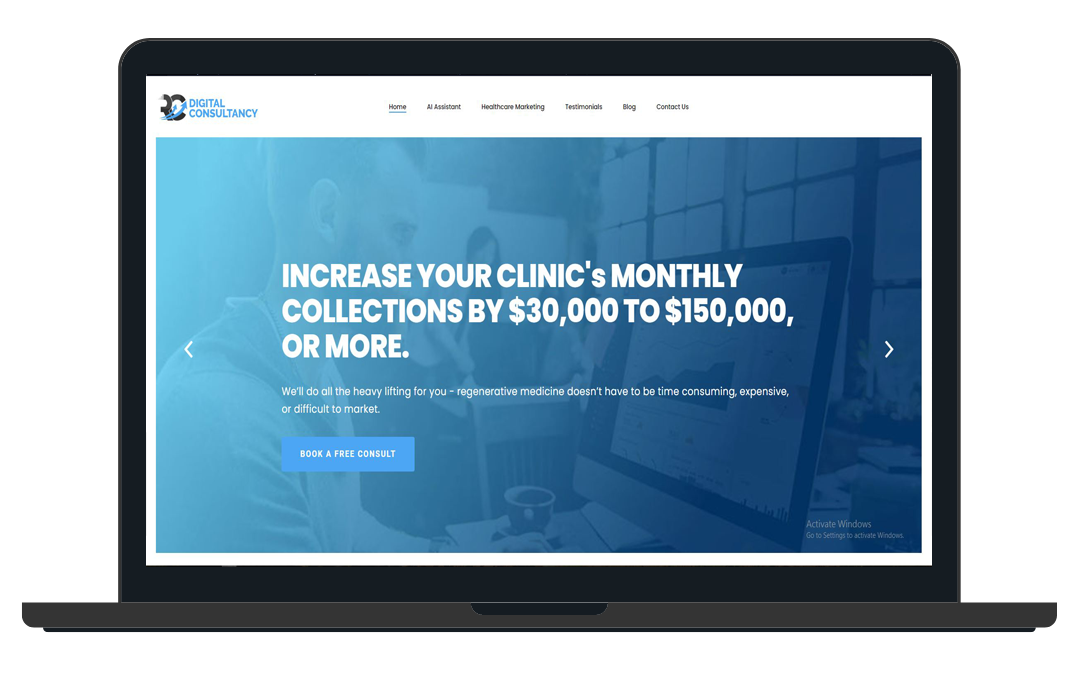 DIGITAL
CONSULTANCY
Home AI Assistant Healthcare Marketing Testimonials Blog Contact Us
INCREASE YOUR CLINIC's MONTHLY
COLLECTIONS BY $30,000 TO $150,000,
OR MORE.
We'll do all the heavy lifting for you – regenerative medicine doesn't have to be time consuming, expensive,
or difficult to market.
BOOK A FREE CONSULT
Activate Windows
Go to Settings to activate Windows.